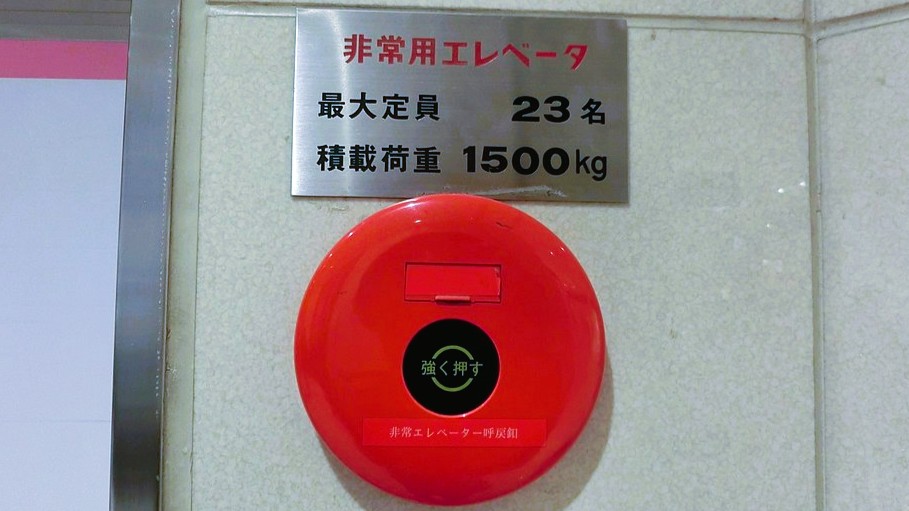 非常用エレベータ
最大定員 23名
積載荷重 1500kg
強く押す
非常エレベーター呼戻釦